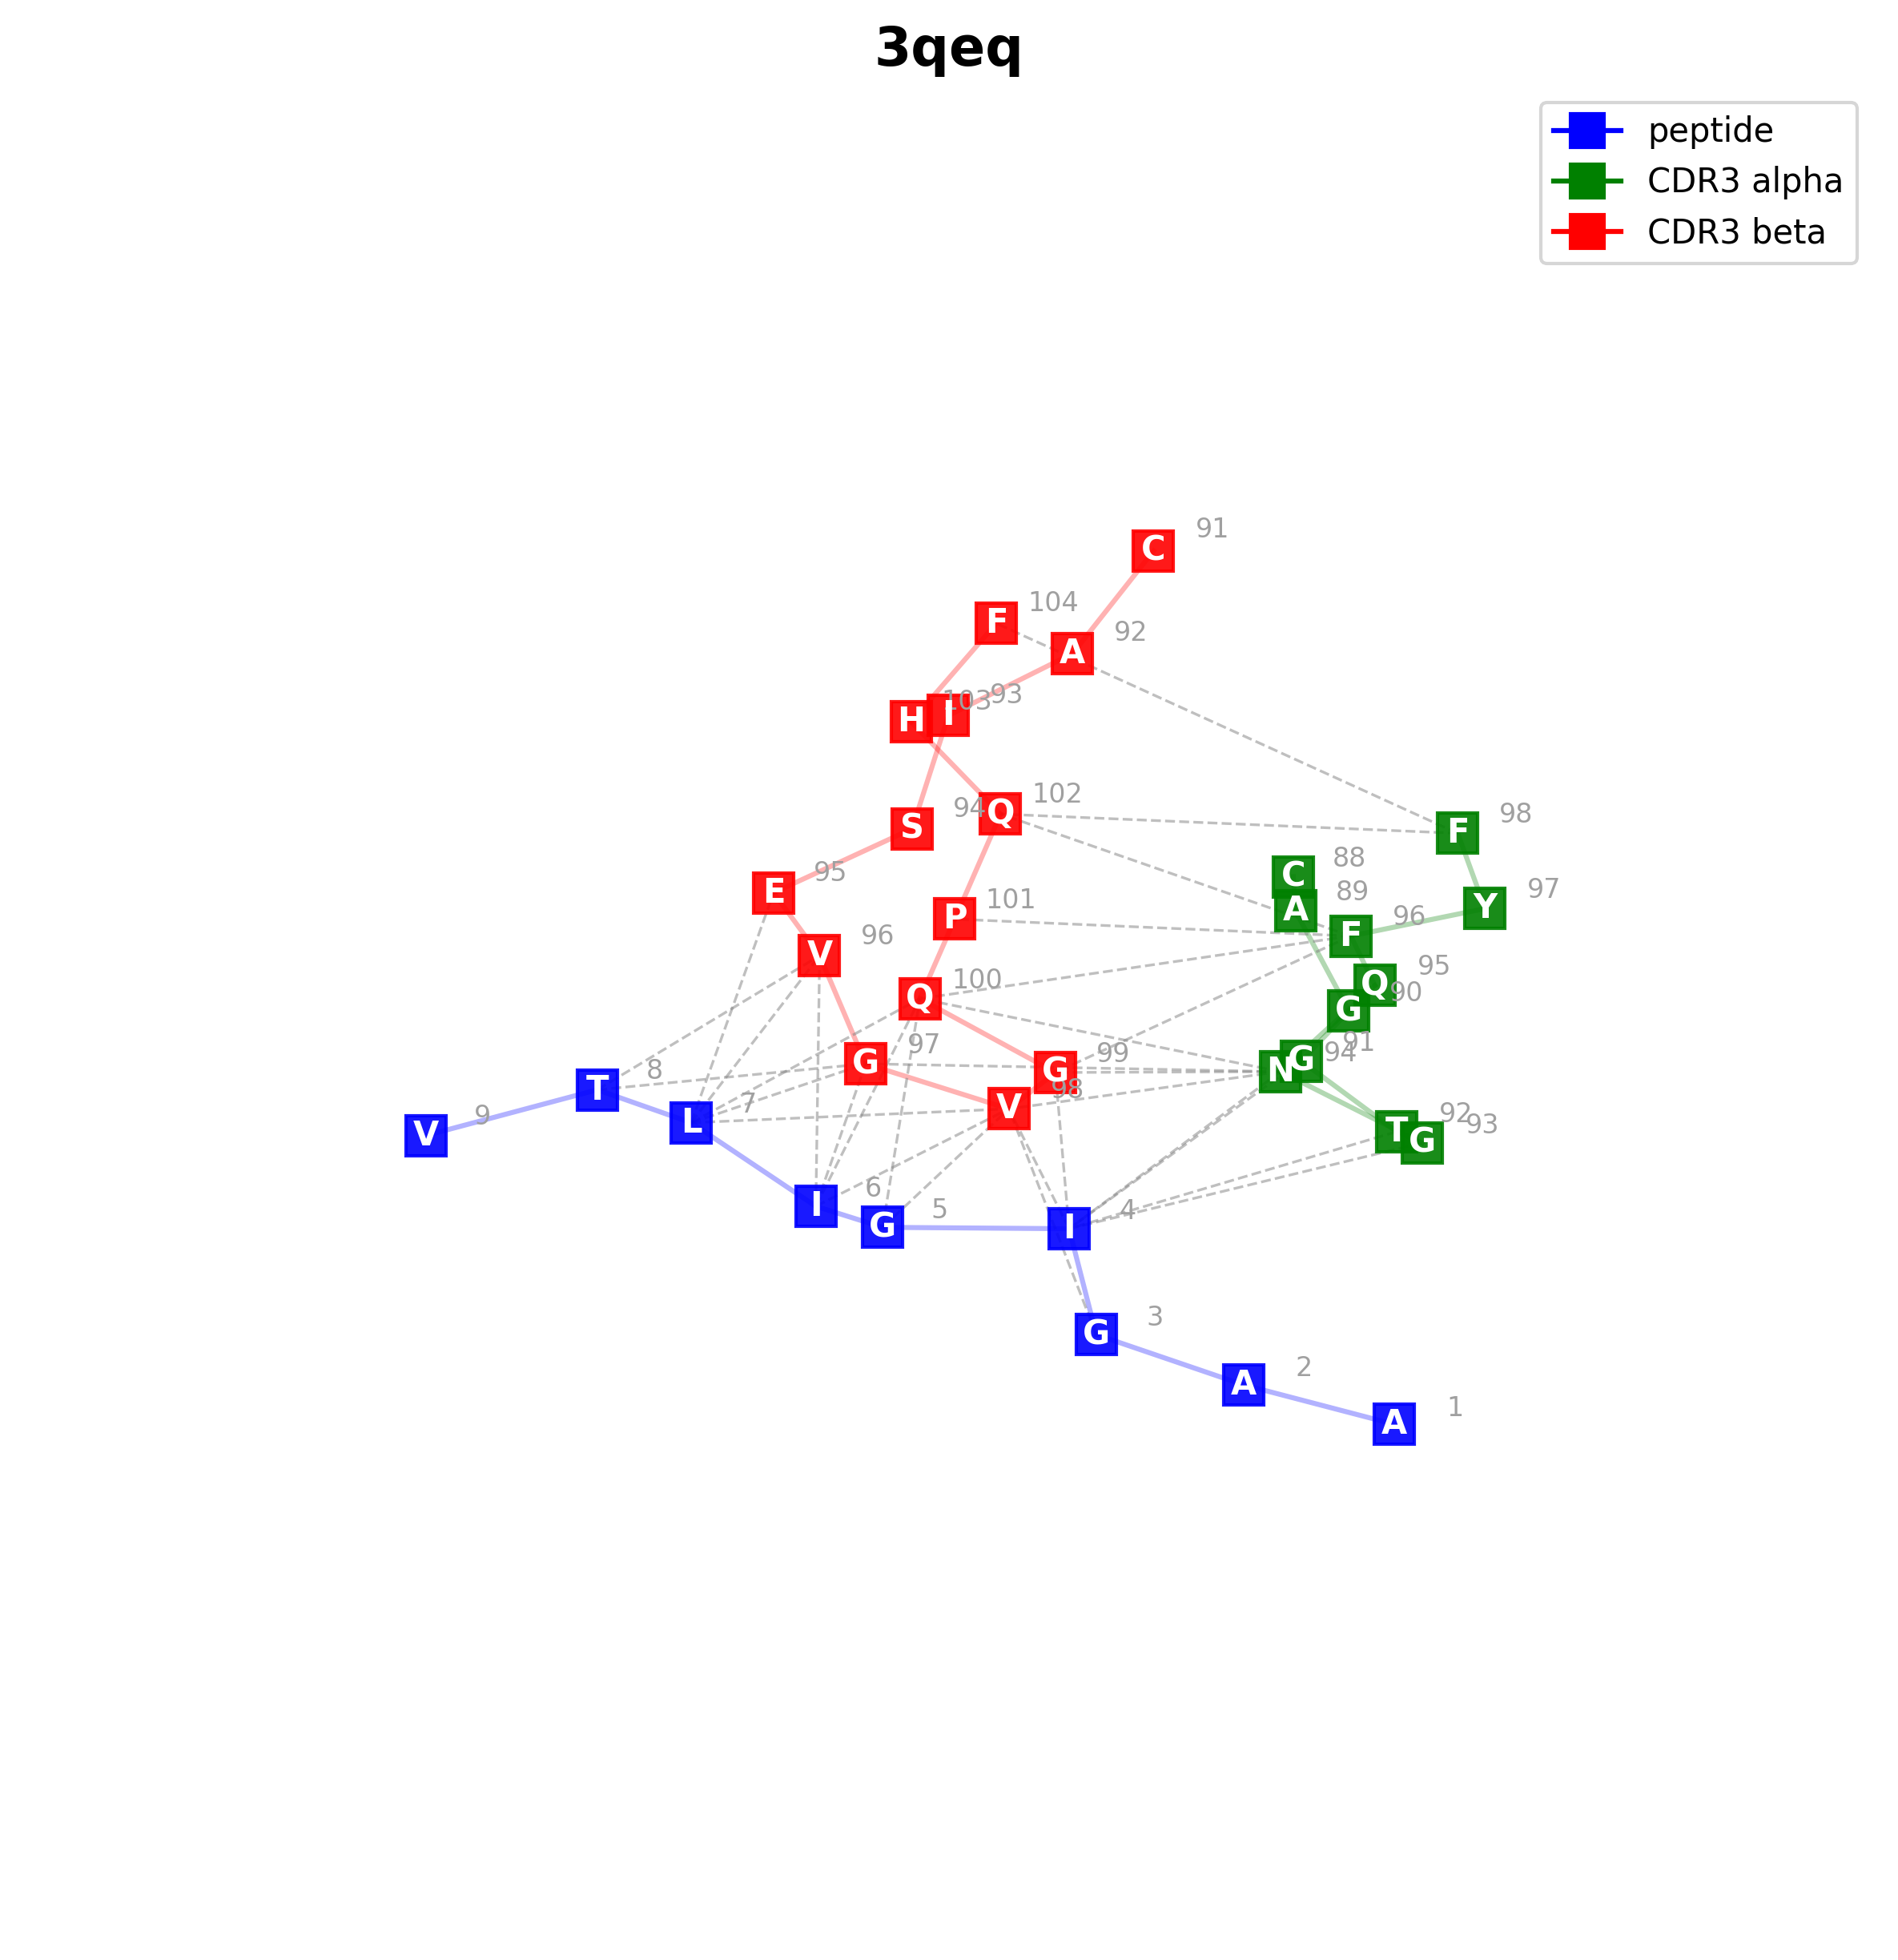 3qeq
peptide
CDR3 alpha
CDR3 beta
C 91
F 104
A 92
H 103
I 93
S 94
Q 102
F 98
C 88
E 95
A 89
Y 97
P 101
F 96
V 96
Q 95
Q 100
G 90
G 97
G 99
N 94
G 91
T 8
V 98
L 7
V 9
T 92
G 93
I 6
G 5
I 4
G 3
A 2
A 1